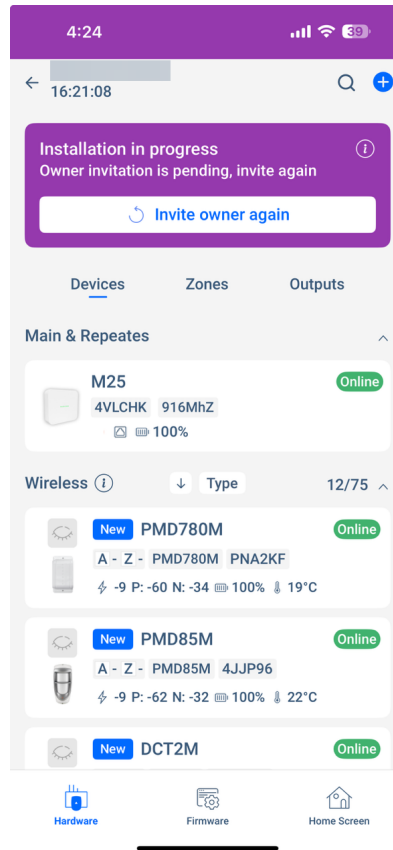 4:24
39
16:21:08
Installation in progress
Owner invitation is pending, invite again
Invite owner again
Devices Zones Outputs
Main & Repeates
M25 Online
4VLCHK 916MhZ
100%
Wireless Type 12/75
New PMD780M Online
A - Z - PMD780M PNA2KF
-9 P: -60 N: -34 100% 19°C
New PMD85M Online
A - Z - PMD85M 4JJP96
-9 P: -62 N: -32 100% 22°C
New DCT2M Online
Hardware Firmware Home Screen